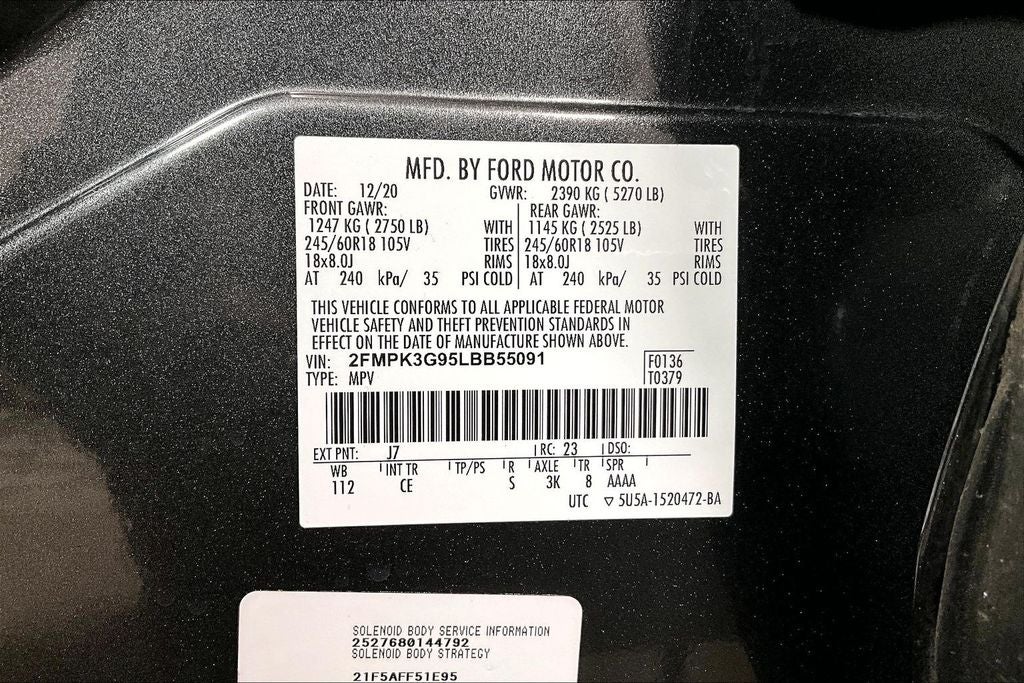 MFD. BY FORD MOTOR CO.
DATE: 12/20 GVWR: 2390 KG ( 5270 LB)
FRONT GAWR: REAR GAWR:
1247 KG ( 2750 LB) WITH 1145 KG ( 2525 LB) WITH
245/60R18 105V TIRES 245/60R18 105V TIRES
18x8.0J RIMS 18x8.0J RIMS
AT 240 kPa/ 35 PSI COLD AT 240 kPa/ 35 PSI COLD
THIS VEHICLE CONFORMS TO ALL APPLICABLE FEDERAL MOTOR
VEHICLE SAFETY AND THEFT PREVENTION STANDARDS IN
EFFECT ON THE DATE OF MANUFACTURE SHOWN ABOVE.
VIN: 2FMPK3G95LBB55091 F0136
TYPE: MPV T0379
EXT PNT: J7 RC: 23 DSO:
WB INT TR TP/PS R AXLE TR SPR
112 CE S 3K 8 AAAA
UTC ▽ 5U5A-1520472-BA
SOLENOID BODY SERVICE INFORMATION
2527680144792
SOLENOID BODY STRATEGY
21F5AFF51E95